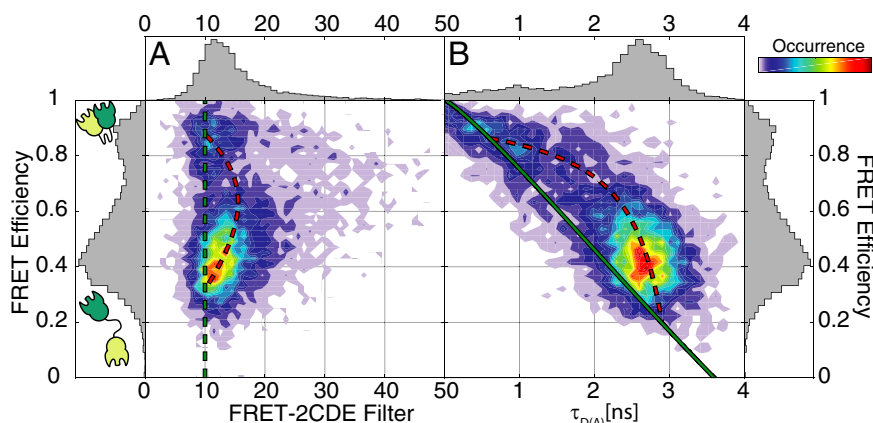 0 10 20 30 40 50 1 2 3 4
A B Occurrence
1 1
0.8 0.8
0.6 0.6
0.4 0.4
0.2 0.2
0 0
FRET Efficiency
FRET Efficiency
0 10 20 30 40 50 1 2 3 4
FRET-2CDE Filter τD(A)[ns]